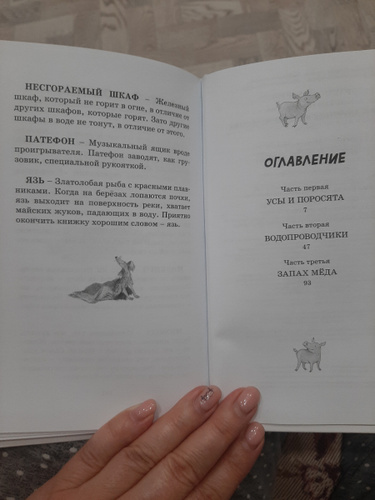 НЕСГОРАЕМЫЙ ШКАФ – Железный
шкаф, который не горит в огне, в отличие от
других шкафов, которые горят. Зато другие
шкафы в воде не тонут, в отличие от этого.
ПАТЕФОН – Музыкальный ящик вроде
проигрывателя. Патефон заводят, как гру-
зовик, специальной рукояткой.
ЯЗЬ – Златолобая рыба с красными плав-
никами. Когда на берёзах лопаются почки,
язь выходит на поверхность реки, хватает
майских жуков, падающих в воду. Приятно
окончить книжку хорошим словом – язь.
ОГЛАВЛЕНИЕ
Часть первая
УСЫ И ПОРОСЯТА
7
Часть вторая
ВОДОПРОВОДЧИКИ
47
Часть третья
ЗАПАХ МЁДА
93